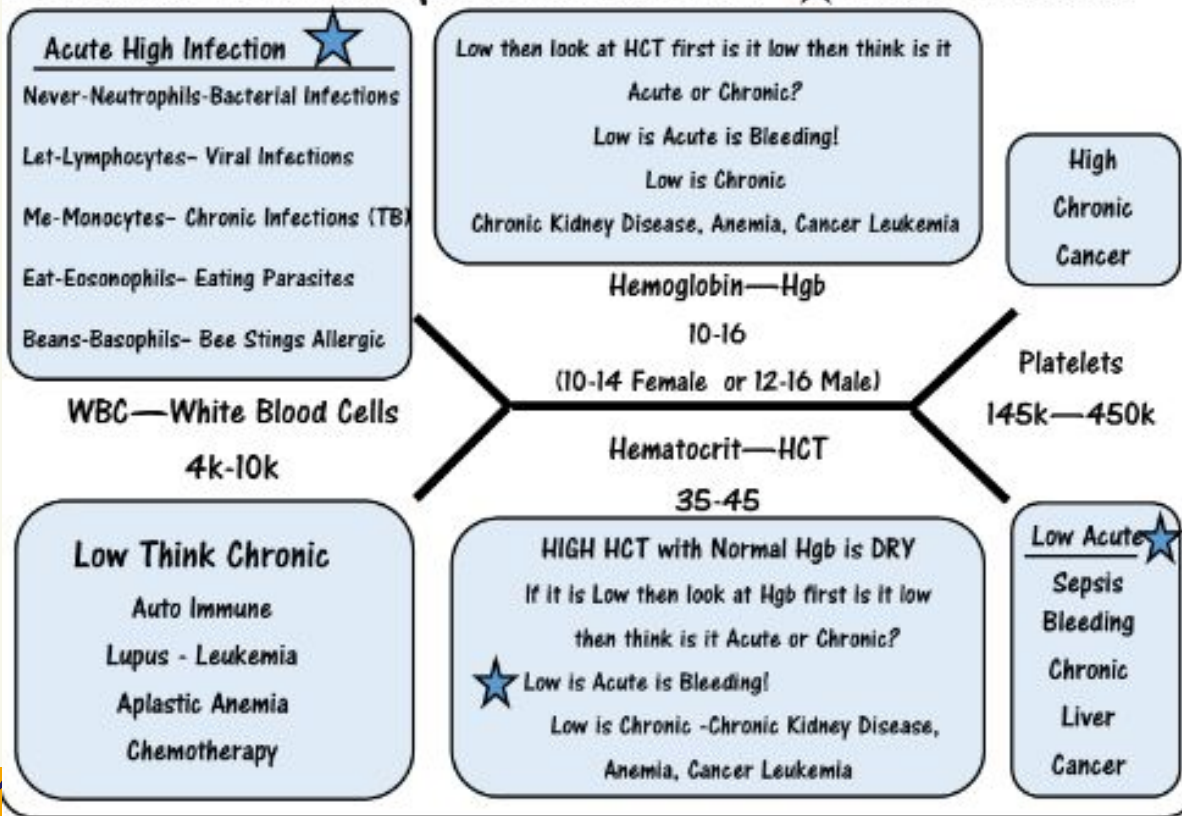 Acute High Infection
Never-Neutrophils-Bacterial Infections
Let-Lymphocytes- Viral Infections
Me-Monocytes- Chronic Infections (TB)
Eat-Eosonophils- Eating Parasites
Beans-Basophils- Bee Stings Allergic
WBC—White Blood Cells
4k-10k
Low Think Chronic
Auto Immune
Lupus - Leukemia
Aplastic Anemia
Chemotherapy
Low then look at HCT first is it low then think is it
Acute or Chronic?
Low is Acute is Bleeding!
Low is Chronic
Chronic Kidney Disease, Anemia, Cancer Leukemia
Hemoglobin—Hgb
10-16
(10-14 Female or 12-16 Male)
Hematocrit—HCT
35-45
HIGH HCT with Normal Hgb is DRY
If it is Low then look at Hgb first is it low
then think is it Acute or Chronic?
Low is Acute is Bleeding!
Low is Chronic -Chronic Kidney Disease,
Anemia, Cancer Leukemia
High
Chronic
Cancer
Platelets
145k—450k
Low Acute
Sepsis
Bleeding
Chronic
Liver
Cancer